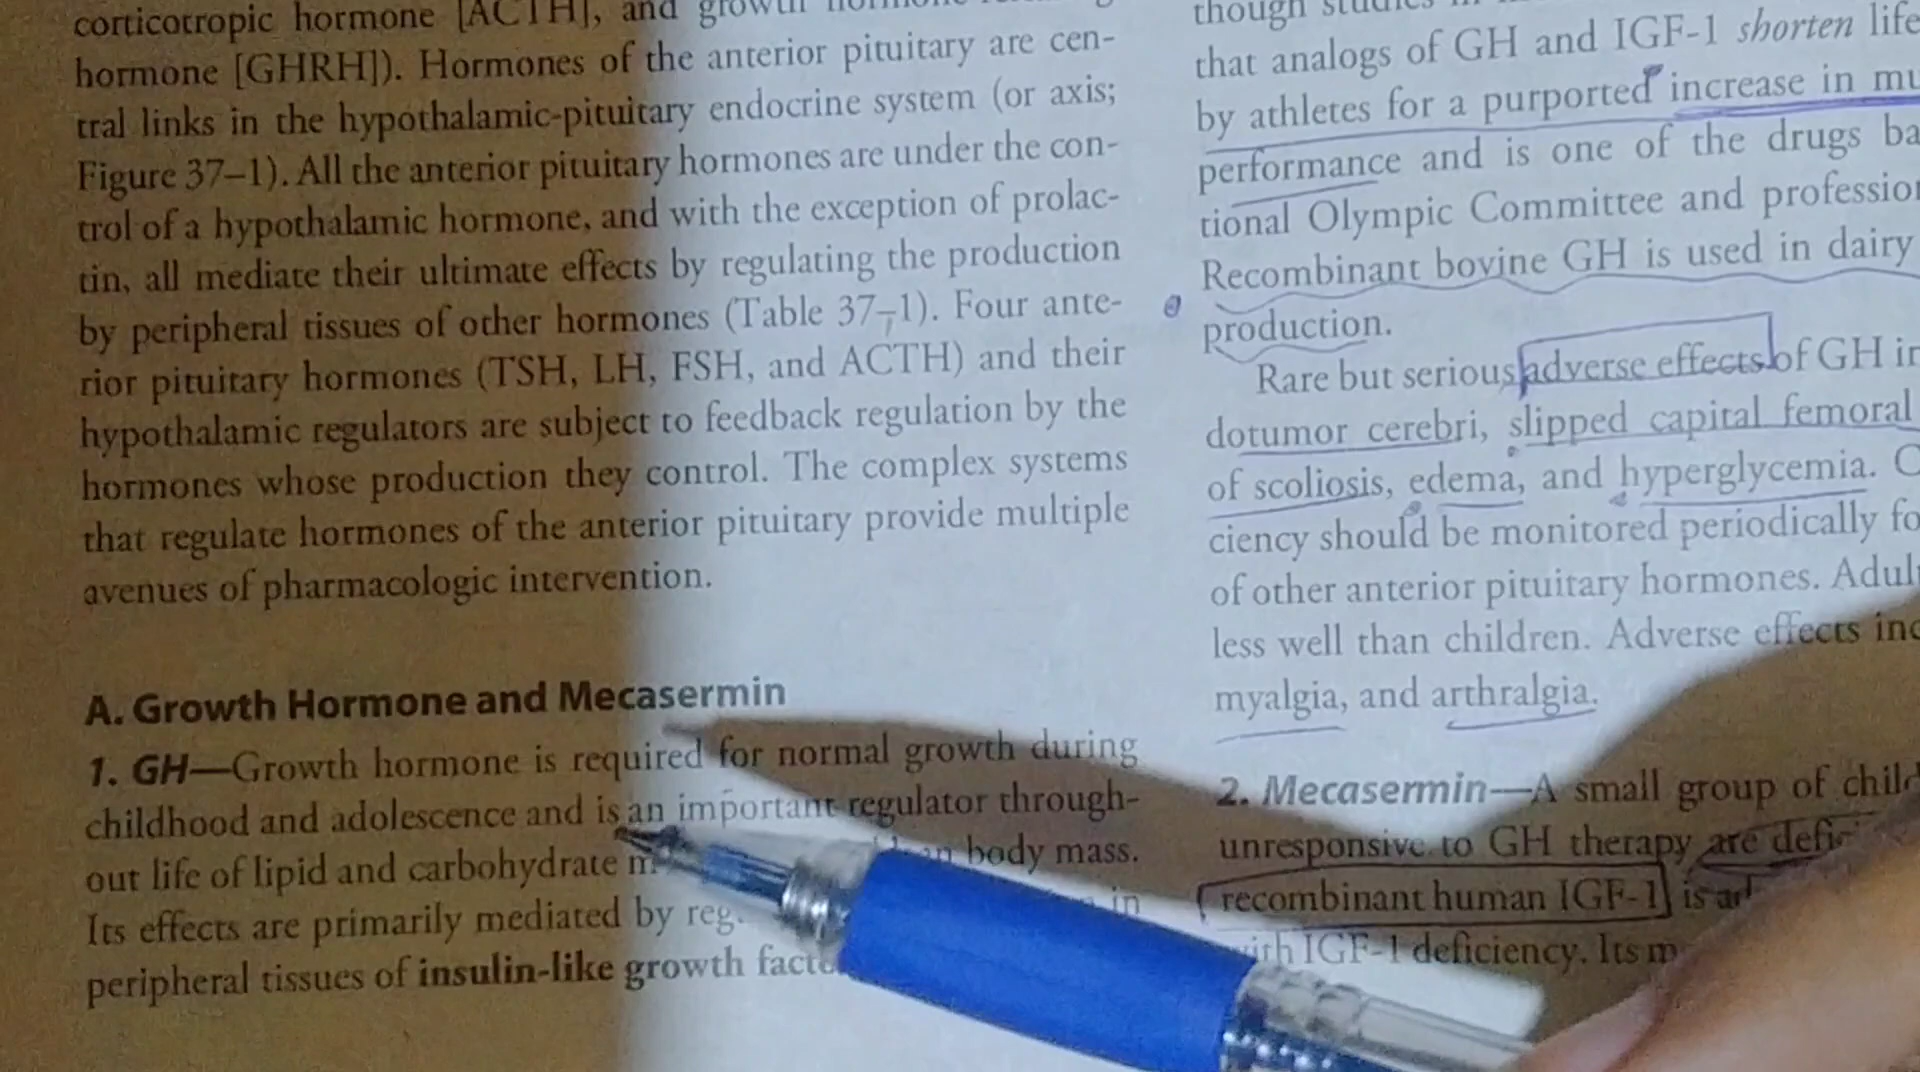 corticotropic hormone [ACTH], and growth hormone
hormone [GHRH]). Hormones of the anterior pituitary are cen-
tral links in the hypothalamic-pituitary endocrine system (or axis;
Figure 37–1). All the anterior pituitary hormones are under the con-
trol of a hypothalamic hormone, and with the exception of prolac-
tin, all mediate their ultimate effects by regulating the production
by peripheral tissues of other hormones (Table 37–1). Four ante-
rior pituitary hormones (TSH, LH, FSH, and ACTH) and their
hypothalamic regulators are subject to feedback regulation by the
hormones whose production they control. The complex systems
that regulate hormones of the anterior pituitary provide multiple
avenues of pharmacologic intervention.
A. Growth Hormone and Mecasermin
1. GH—Growth hormone is required for normal growth during
childhood and adolescence and is an important regulator through-
out life of lipid and carbohydrate body mass.
Its effects are primarily mediated by in
peripheral tissues of insulin-like growth
though
that analogs of GH and IGF-1 shorten life
by athletes for a purported increase in
performance and is one of the drugs
tional Olympic Committee and
Recombinant bovine GH is used in dairy
production.
Rare but serious adverse effects of GH
dotumor cerebri, slipped capital femoral
of scoliosis, edema, and hyperglycemia.
ciency should be monitored periodically
of other anterior pituitary hormones.
less well than children. Adverse effects
myalgia, and arthralgia.
2. Mecasermin—A small group of
unresponsive to GH therapy are
recombinant human IGF-1 is
with IGF-1 deficiency. Its